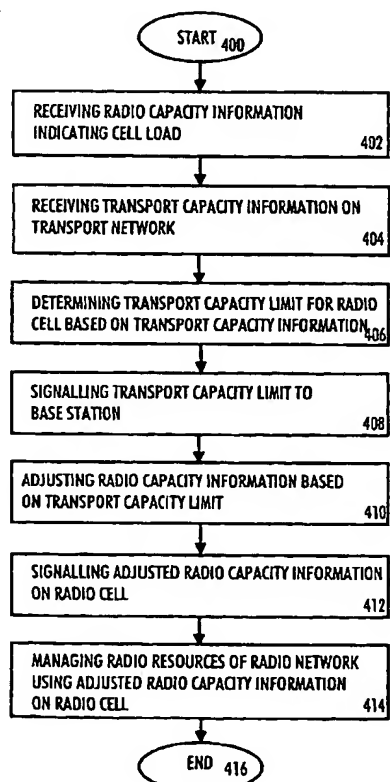 START 400
RECEIVING RADIO CAPACITY INFORMATION
INDICATING CELL LOAD
402
RECEIVING TRANSPORT CAPACITY INFORMATION ON
TRANSPORT NETWORK
404
DETERMINING TRANSPORT CAPACITY LIMIT FOR RADIO
CELL BASED ON TRANSPORT CAPACITY INFORMATION
406
SIGNALLING TRANSPORT CAPACITY LIMIT TO
BASE STATION
408
ADJUSTING RADIO CAPACITY INFORMATION BASED
ON TRANSPORT CAPACITY LIMIT
410
SIGNALLING ADJUSTED RADIO CAPACITY INFORMATION
ON RADIO CELL
412
MANAGING RADIO RESOURCES OF RADIO NETWORK
USING ADJUSTED RADIO CAPACITY INFORMATION
ON RADIO CELL
414
END 416